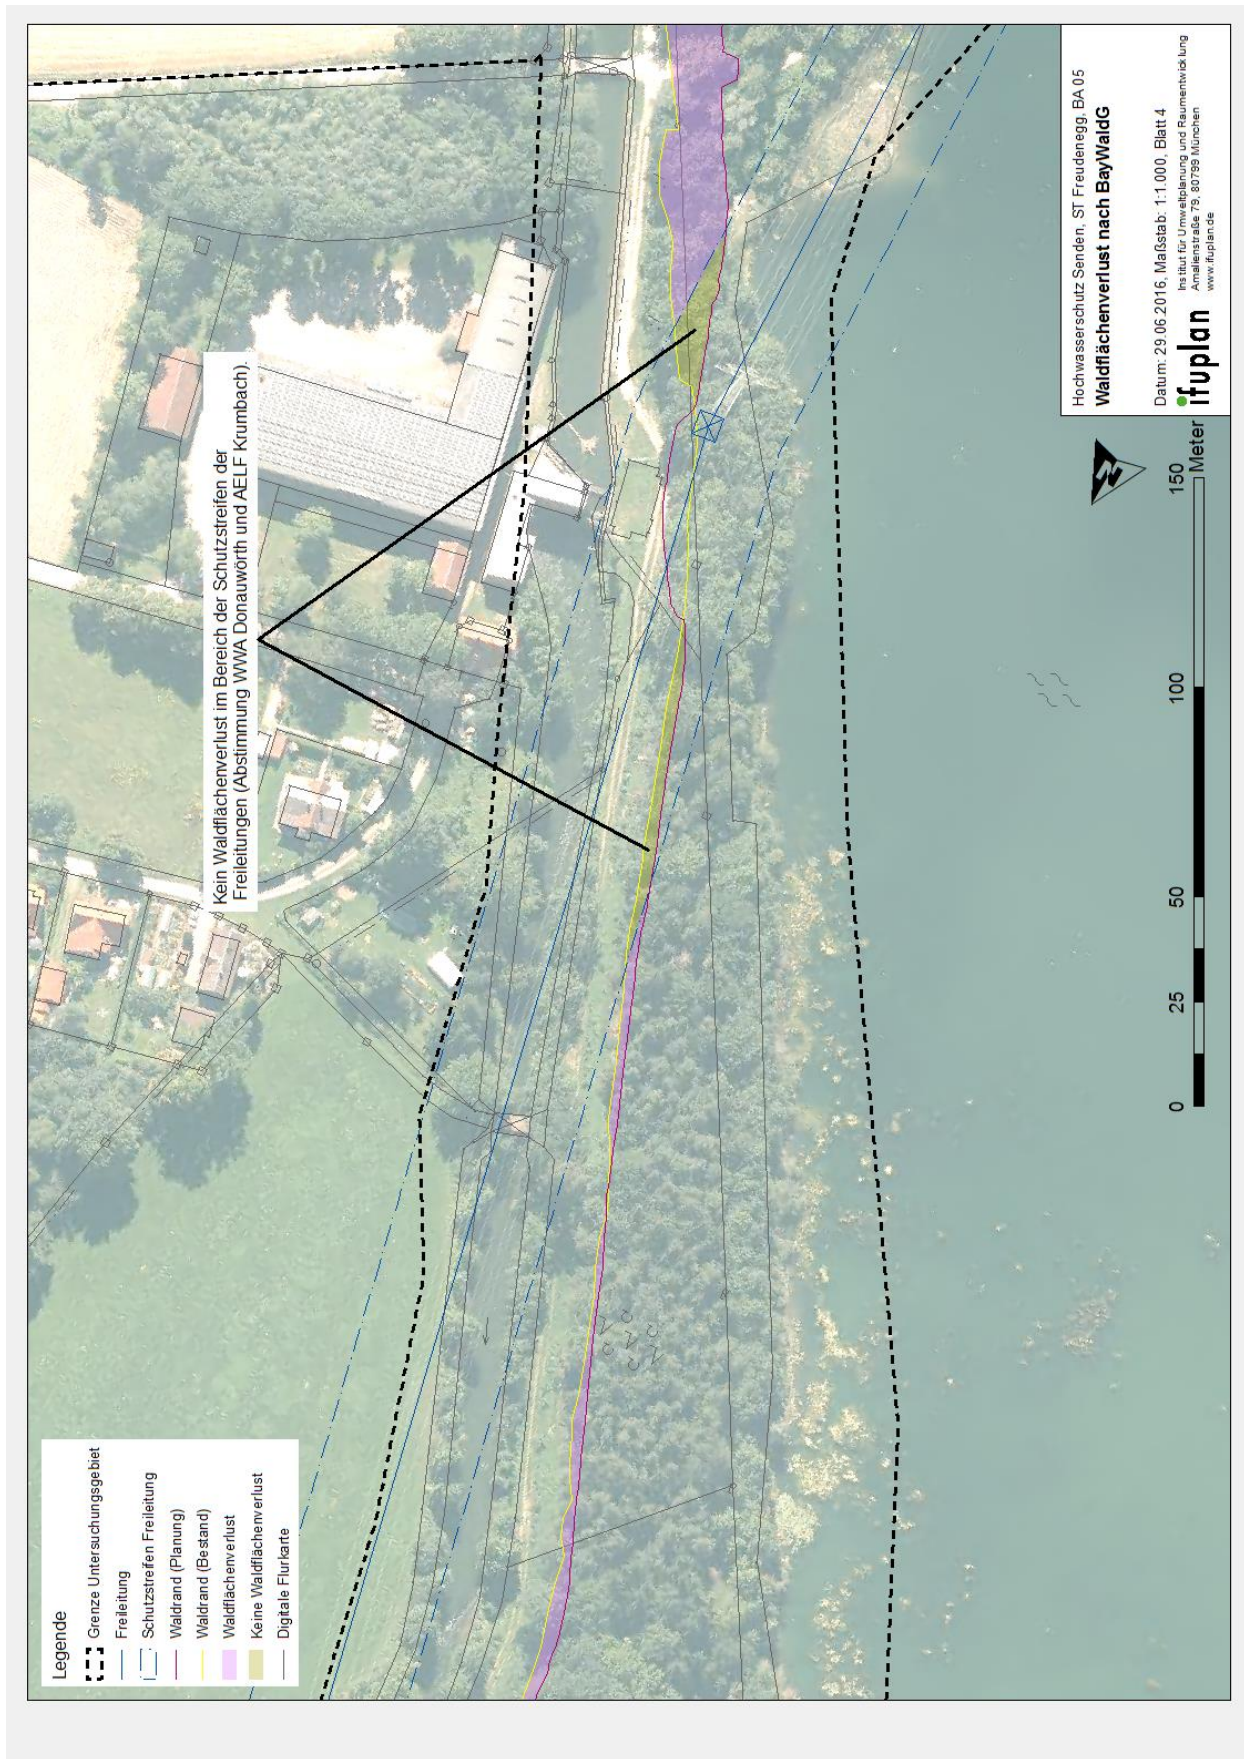 Kein Waldflächenverlust im Bereich der Schutzstreifen der
Freileitungen (Abstimmung WWA Donauwörth und AELF Krumbach).
Legende
Grenze Untersuchungsgebiet
Freileitung
Schutzstreifen Freileitung
Waldrand (Planung)
Waldrand (Bestand)
Waldflächenverlust
Keine Waldflächenverlust
Digitale Flurkarte
0 25 50 100 150
Meter
N
Hochwasserschutz Senden, ST Freudenegg, BA 05
Waldflächenverlust nach BayWaldG
Datum: 29.06.2016, Maßstab: 1:1.000, Blatt 4
ifuplan
Institut für Umweltplanung und Raumentwicklung
Amalienstraße 79, 80799 München
www.ifuplan.de